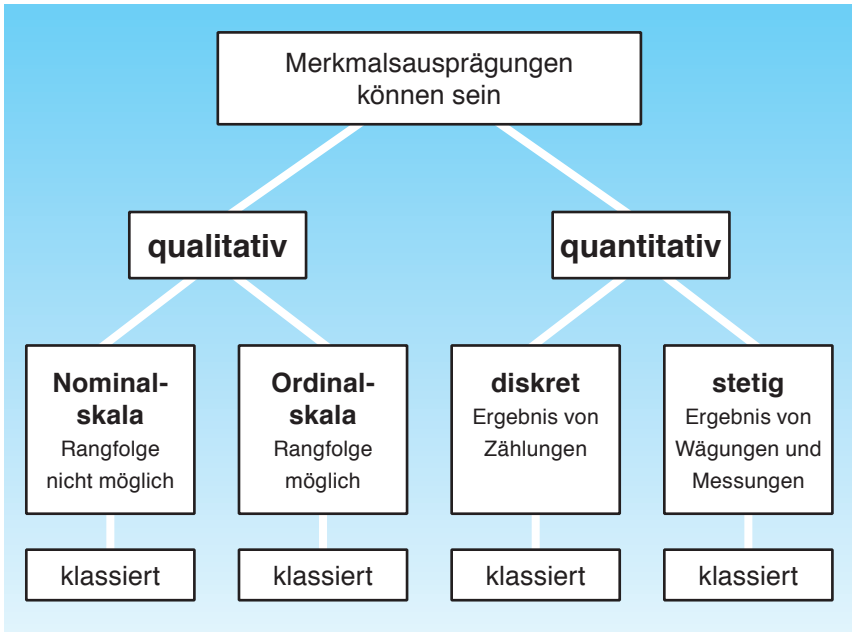 Merkmalsausprägungen
können sein
qualitativ
quantitativ
Nominal-
skala
Rangfolge
nicht möglich
Ordinal-
skala
Rangfolge
möglich
diskret
Ergebnis von
Zählungen
stetig
Ergebnis von
Wägungen und
Messungen
klassiert
klassiert
klassiert
klassiert